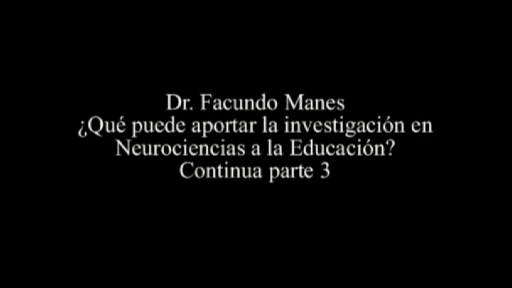 Dr. Facundo Manes
¿Qué puede aportar la investigación en
Neurociencias a la Educación?
Continua parte 3